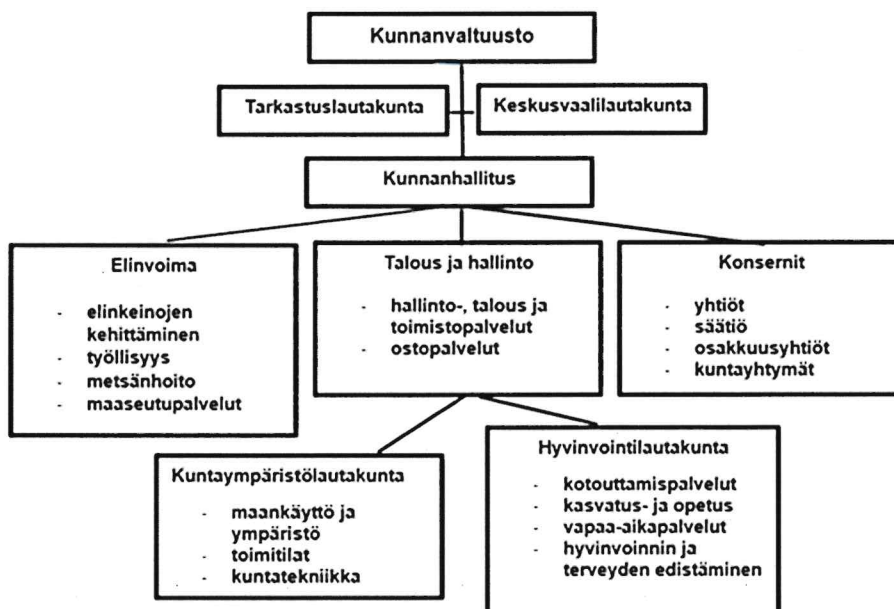 Kunnanvaltuusto
Tarkastuslautakunta
Keskusvaalilautakunta
Kunnanhallitus
Elinvoima
- elinkeinojen
kehittäminen
- työllisyys
- metsänhoito
- maaseutupalvelut
Talous ja hallinto
- hallinto-, talous ja
toimistopalvelut
- ostopalvelut
Konsernit
- yhtiöt
- säätiö
- osakkuusyhtiöt
- kuntayhtymät
Kuntaympäristölautakunta
- maankäyttö ja
ympäristö
- toimitilat
- kuntatekniikka
Hyvinvointilautakunta
- kotouttamispalvelut
- kasvatus- ja opetus
- vapaa-aikapalvelut
- hyvinvoinnin ja
terveyden edistäminen